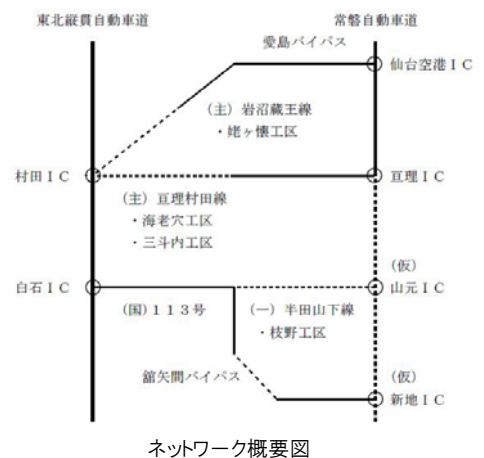 東北縦貫自動車道
常磐自動車道
愛島バイパス
仙台空港IC
(主) 岩沼蔵王線
・姥ヶ懐工区
村田IC
亘理IC
(主) 亘理村田線
・海老穴工区
・三斗内工区
(仮)
白石IC
山元IC
(国)113号
(一) 半田山下線
・枝野工区
舘矢間バイパス
(仮)
新地IC
ネットワーク概要図